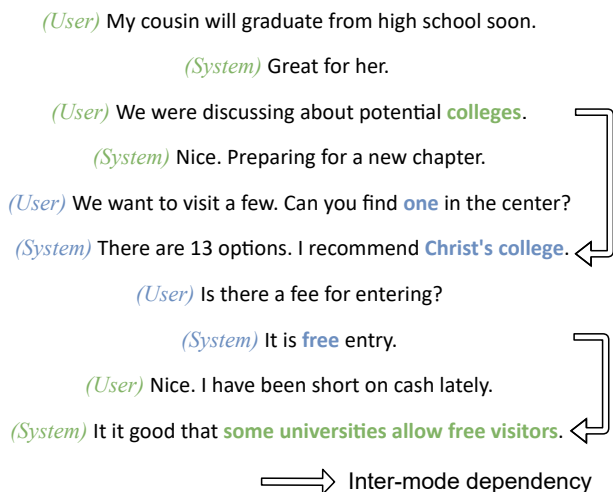 (User) My cousin will graduate from high school soon.
(System) Great for her.
(User) We were discussing about potential colleges.
(System) Nice. Preparing for a new chapter.
(User) We want to visit a few. Can you find one in the center?
(System) There are 13 options. I recommend Christ's college.
(User) Is there a fee for entering?
(System) It is free entry.
(User) Nice. I have been short on cash lately.
(System) It it good that some universities allow free visitors.
Inter-mode dependency